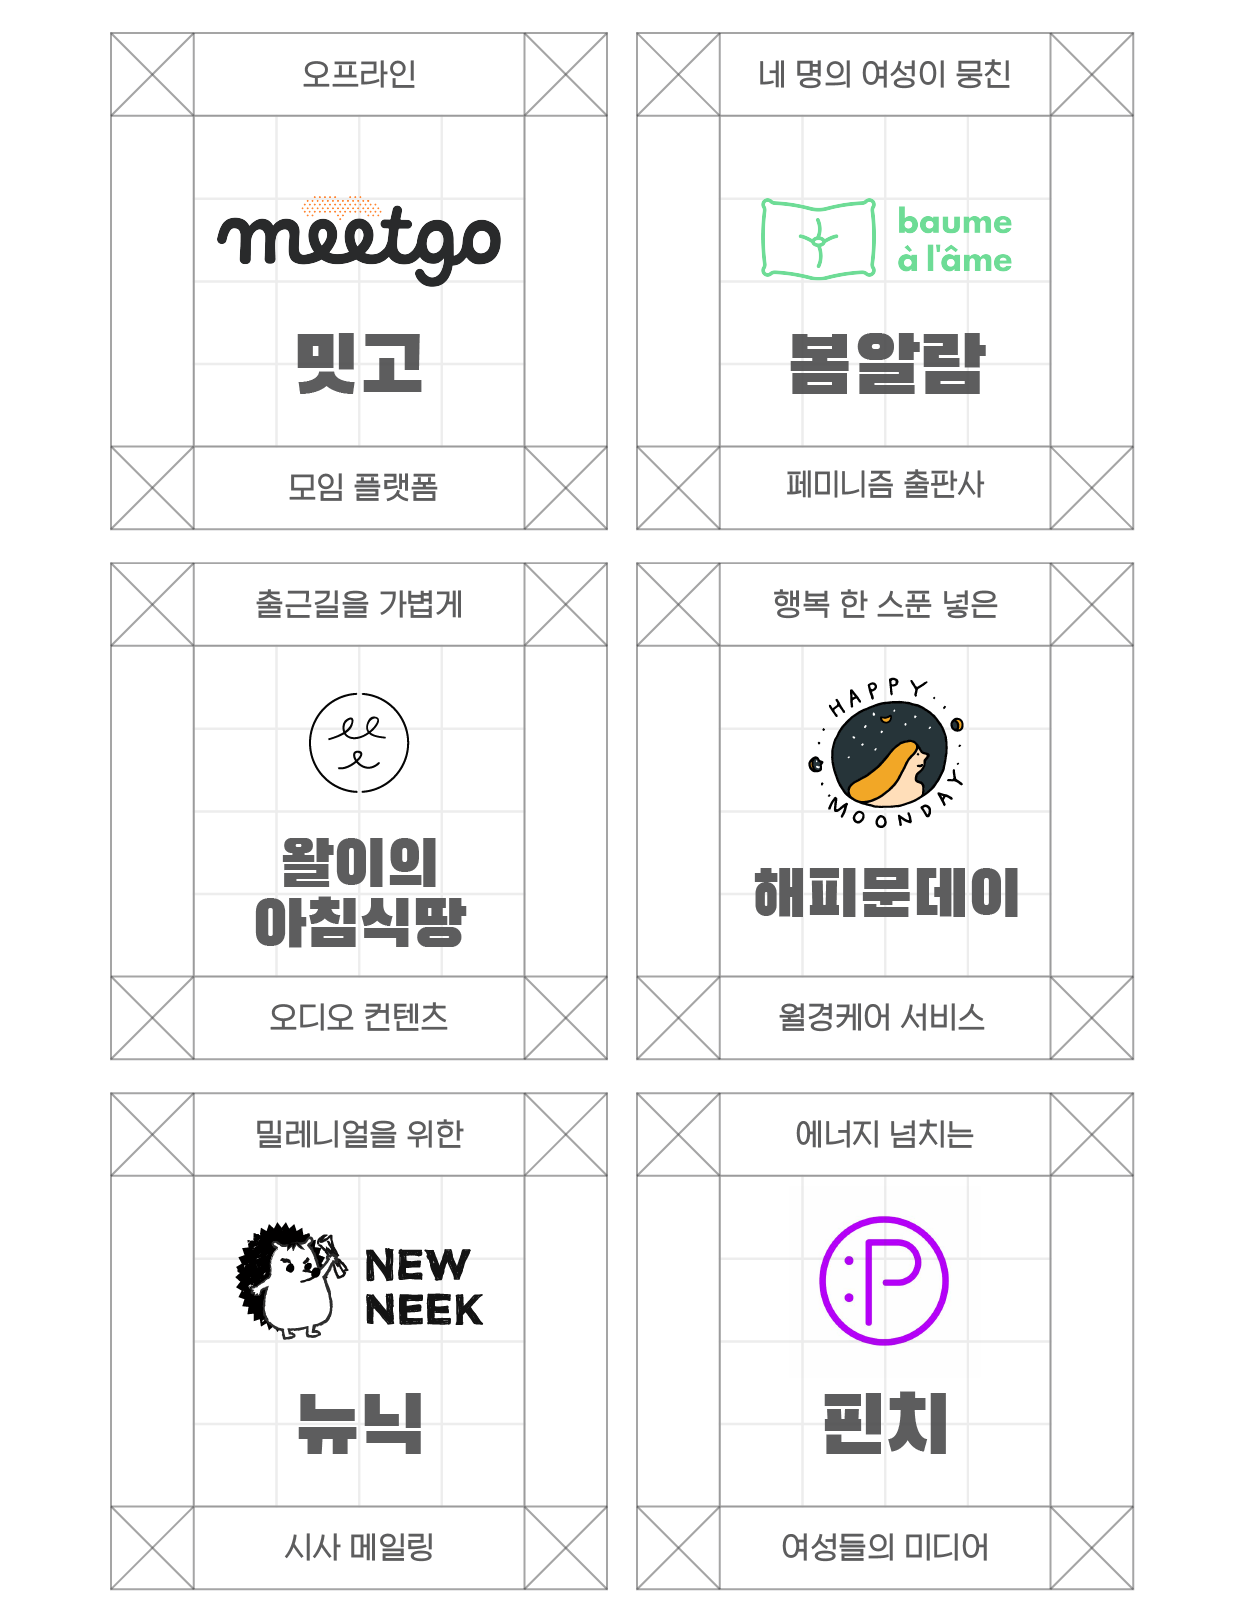 오프라인
meetgo
밋고
모임 플랫폼
네 명의 여성이 뭉친
baume
à l'âme
봄알람
페미니즘 출판사
출근길을 가볍게
왈이의
아침식땅
오디오 컨텐츠
행복 한 스푼 넣은
HAPPY
MOONDAY
해피문데이
월경케어 서비스
밀레니얼을 위한
NEW
NEEK
뉴닉
시사 메일링
에너지 넘치는
:P
핀치
여성들의 미디어